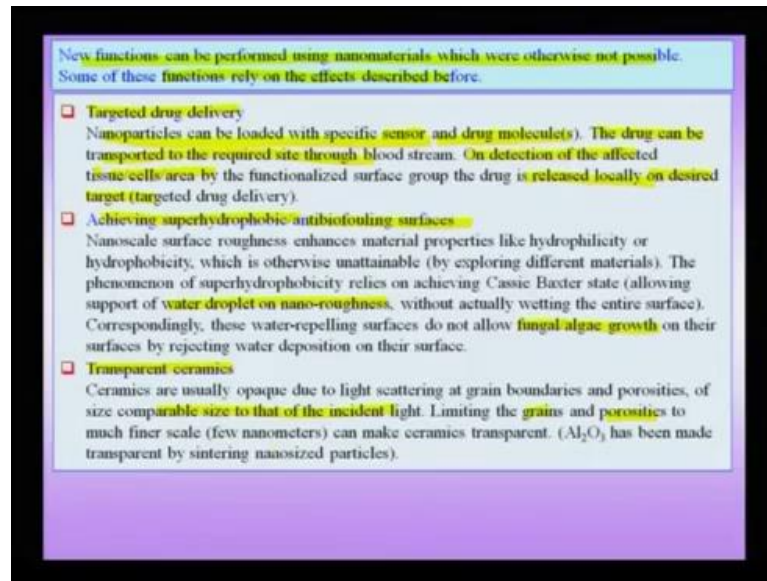 New functions can be performed using nanomaterials which were otherwise not possible.
Some of these functions rely on the effects described before.
❑ Targeted drug delivery
Nanoparticles can be loaded with specific sensor and drug molecule(s). The drug can be
transported to the required site through blood stream. On detection of the affected
tissue cells area by the functionalized surface group the drug is released locally on desired
target (targeted drug delivery).
❑ Achieving superhydrophobic antibiofouling surfaces
Nanoscale surface roughness enhances material properties like hydrophilicity or
hydrophobicity, which is otherwise unattainable (by exploring different materials). The
phenomenon of superhydrophobicity relies on achieving Cassie Baxter state (allowing
support of water droplet on nano-roughness, without actually wetting the entire surface).
Correspondingly, these water-repelling surfaces do not allow fungal algae growth on their
surfaces by rejecting water deposition on their surface.
❑ Transparent ceramics
Ceramics are usually opaque due to light scattering at grain boundaries and porosities, of
size comparable size to that of the incident light. Limiting the grains and porosities to
much finer scale (few nanometers) can make ceramics transparent. (Al₂O₃ has been made
transparent by sintering nanosized particles).